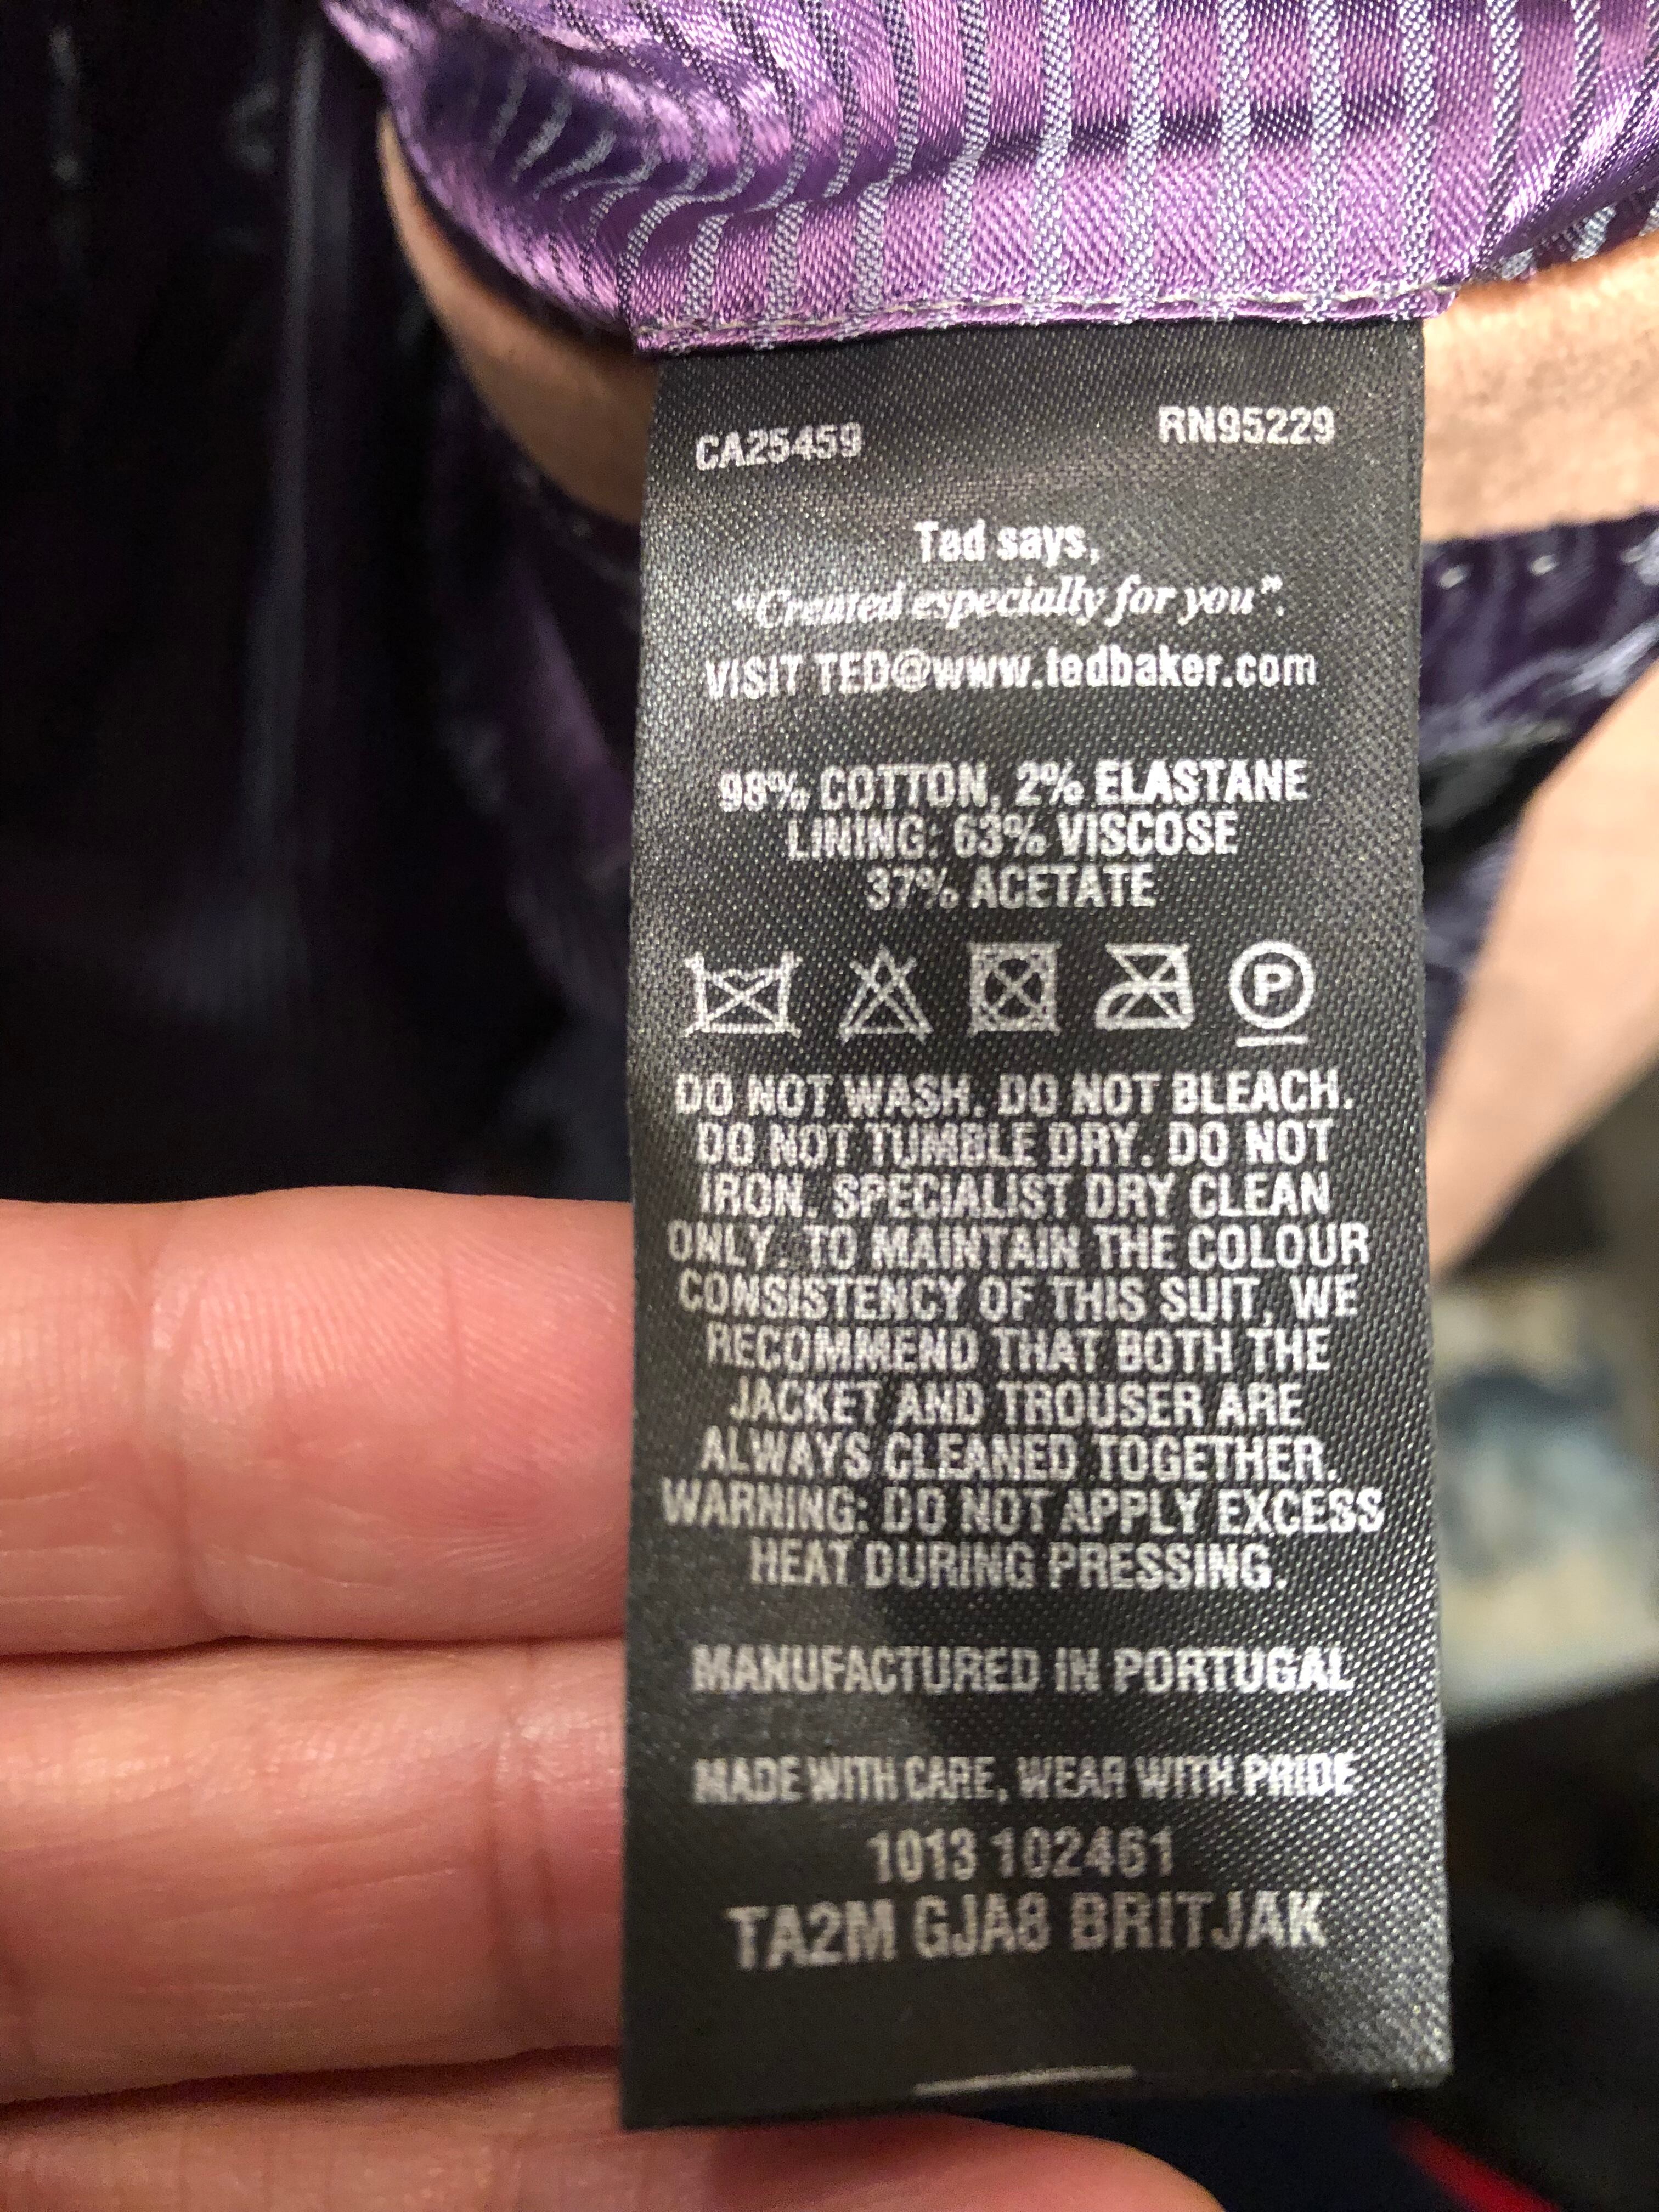 CA25459 RN95229
Ted says,
"Created especially for you".
VISIT TED@www.tedbaker.com
98% COTTON, 2% ELASTANE
LINING: 63% VISCOSE
37% ACETATE
P
DO NOT WASH. DO NOT BLEACH.
DO NOT TUMBLE DRY. DO NOT
IRON. SPECIALIST DRY CLEAN
ONLY. TO MAINTAIN THE COLOUR
CONSISTENCY OF THIS SUIT, WE
RECOMMEND THAT BOTH THE
JACKET AND TROUSER ARE
ALWAYS CLEANED TOGETHER.
WARNING: DO NOT APPLY EXCESS
HEAT DURING PRESSING.
MANUFACTURED IN PORTUGAL
MADE WITH CARE, WEAR WITH PRIDE
1013 102461
TA2M GJA8 BRITJAK